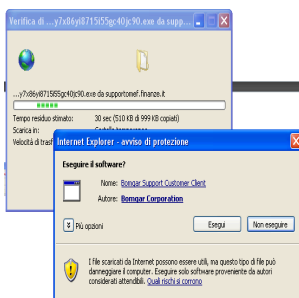 Verifica di ...y7x86yi8715i55gc40jc90.exe da supp...
...y7x86yi8715i55gc40jc90.exe da supportomef.finanze.it
Tempo residuo stimato: 30 sec (510 KB di 999 KB copiati)
Scarica in:
Velocità di trasf
Internet Explorer - avviso di protezione
Eseguire il software?
Nome: Bomgar Support Customer Client
Autore: Bomgar Corporation
Più opzioni
Esegui
Non eseguire
I file scaricati da Internet possono essere utili, ma questo tipo di file può
danneggiare il computer. Eseguire solo software proveniente da autori
considerati attendibili. Quali rischi si corrono